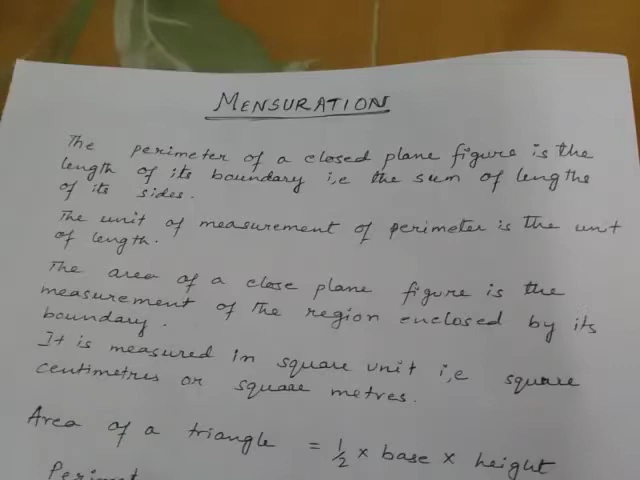 MENSURATION
The perimeter of a closed plane figure is the
length of its boundary i,e the sum of lengths
of its sides.
The unit of measurement of perimeter is the unit
of length.
The area of a close plane figure is the
measurement of the region enclosed by its
boundary.
It is measured in square unit i,e square
centimetres or square metres.
Area of a triangle = 1/2 × base × height